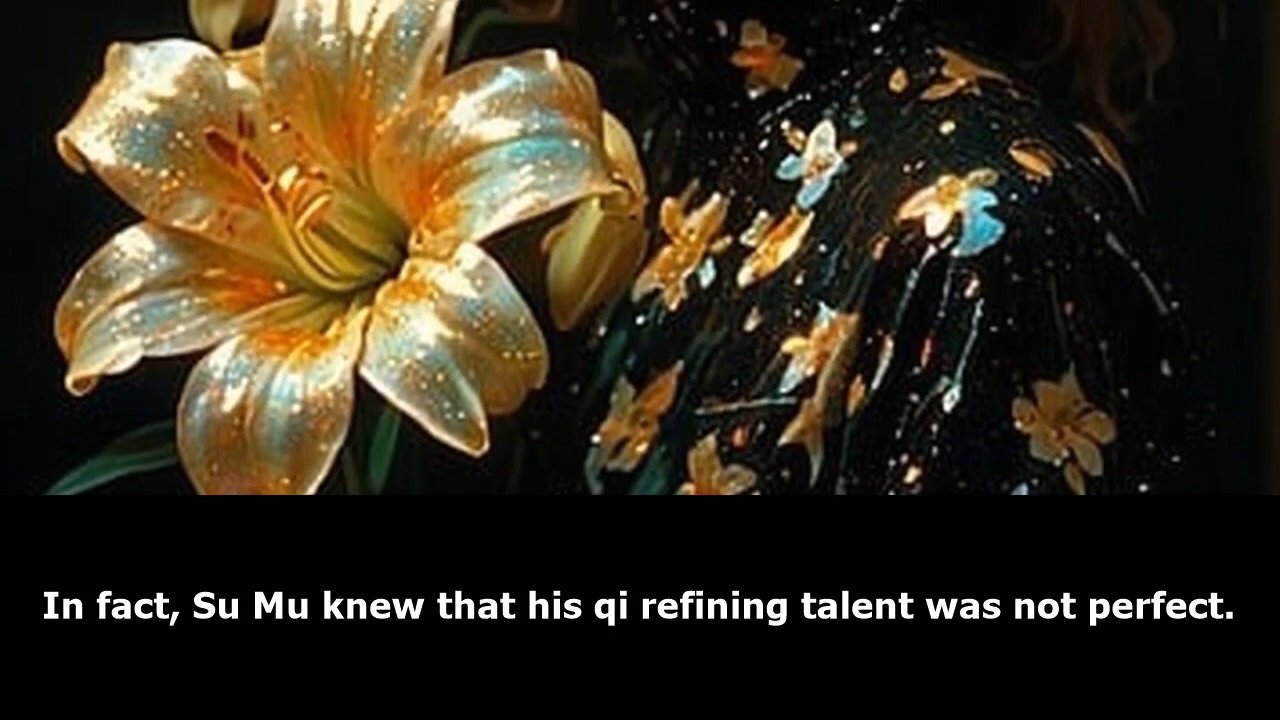 In fact, Su Mu knew that his qi refining talent was not perfect.